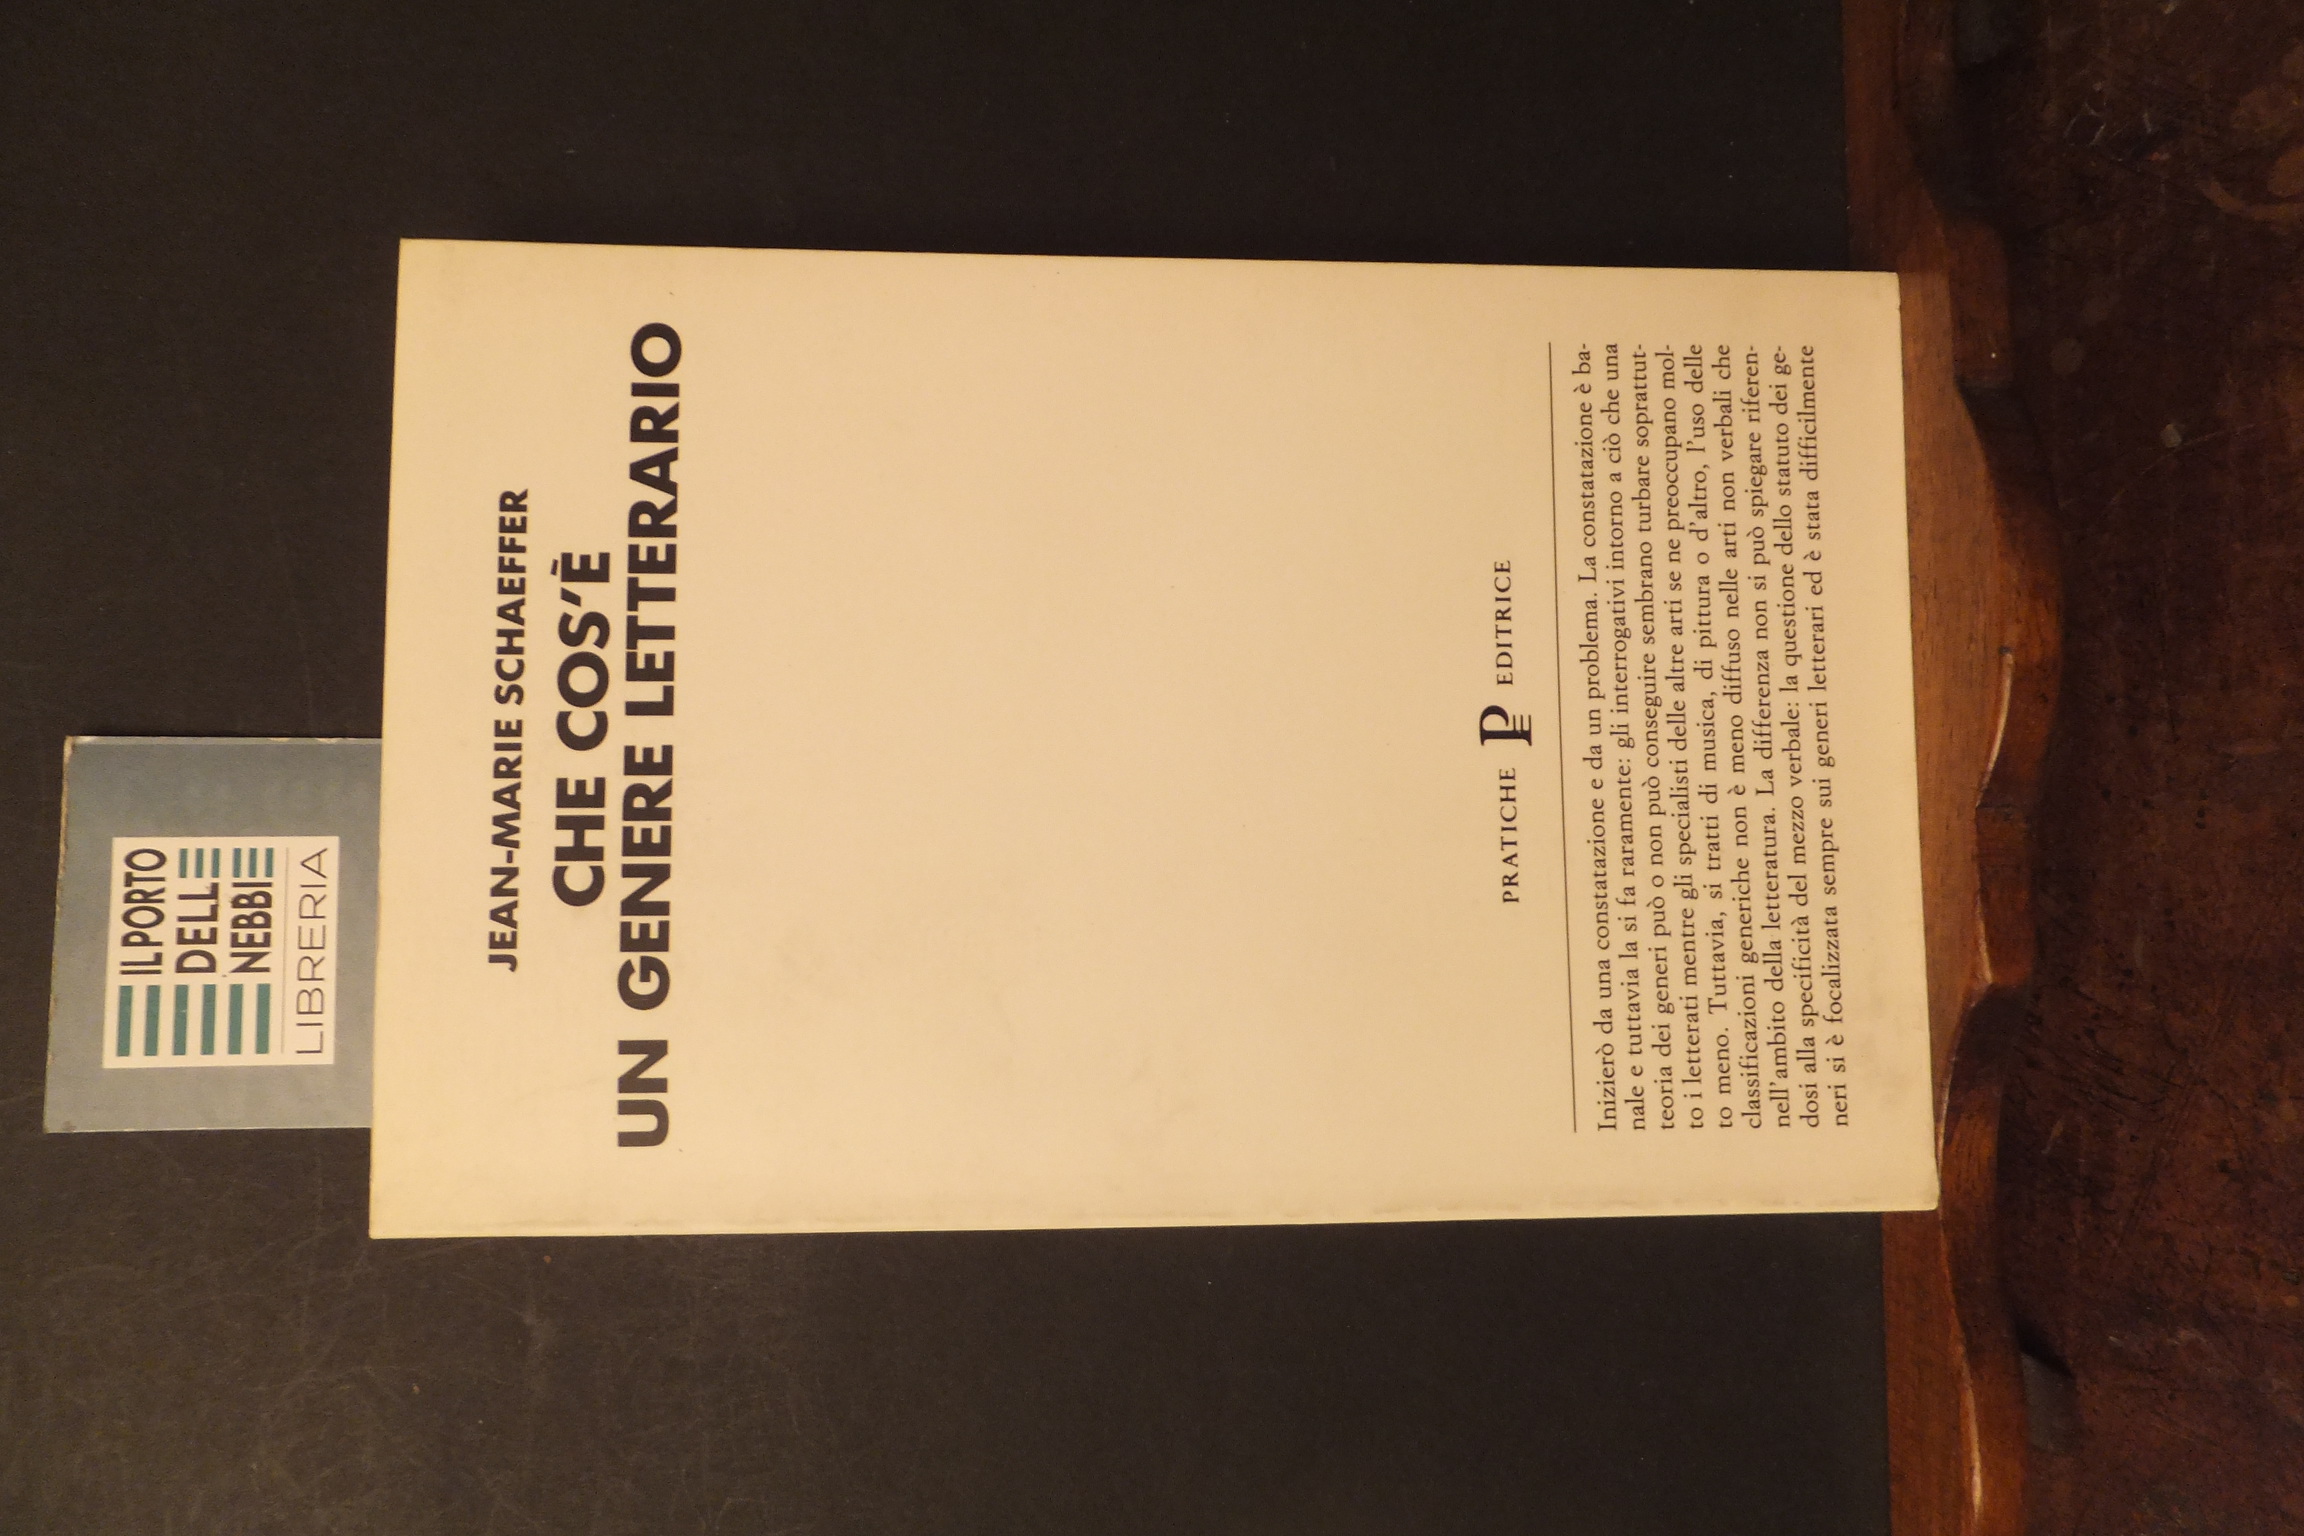 IL PORTO
DELL
NEBBI
LIBRERIA
JEAN-MARIE SCHAEFFER
CHE COS'È
UN GENERE LETTERARIO
PRATICHE PE EDITRICE
Inizierò da una constatazione e da un problema. La constatazione è ba-
nale e tuttavia la si fa raramente: gli interrogativi intorno a ciò che una
teoria dei generi può o non può conseguire sembrano turbare soprattut-
to i letterati mentre gli specialisti delle altre arti se ne preoccupano mol-
to meno. Tuttavia, si tratti di musica, di pitura o d'altro, l'uso delle
classificazioni generiche non è meno diffuso nelle arti non verbali che
nell'ambito della letteratura. La differenza non si può spiegare riferen-
dosi alla specificità del mezzo verbale: la questione dello statuto dei ge-
neri si è focalizzata sempre sui generi letterari ed è stata difficilmente